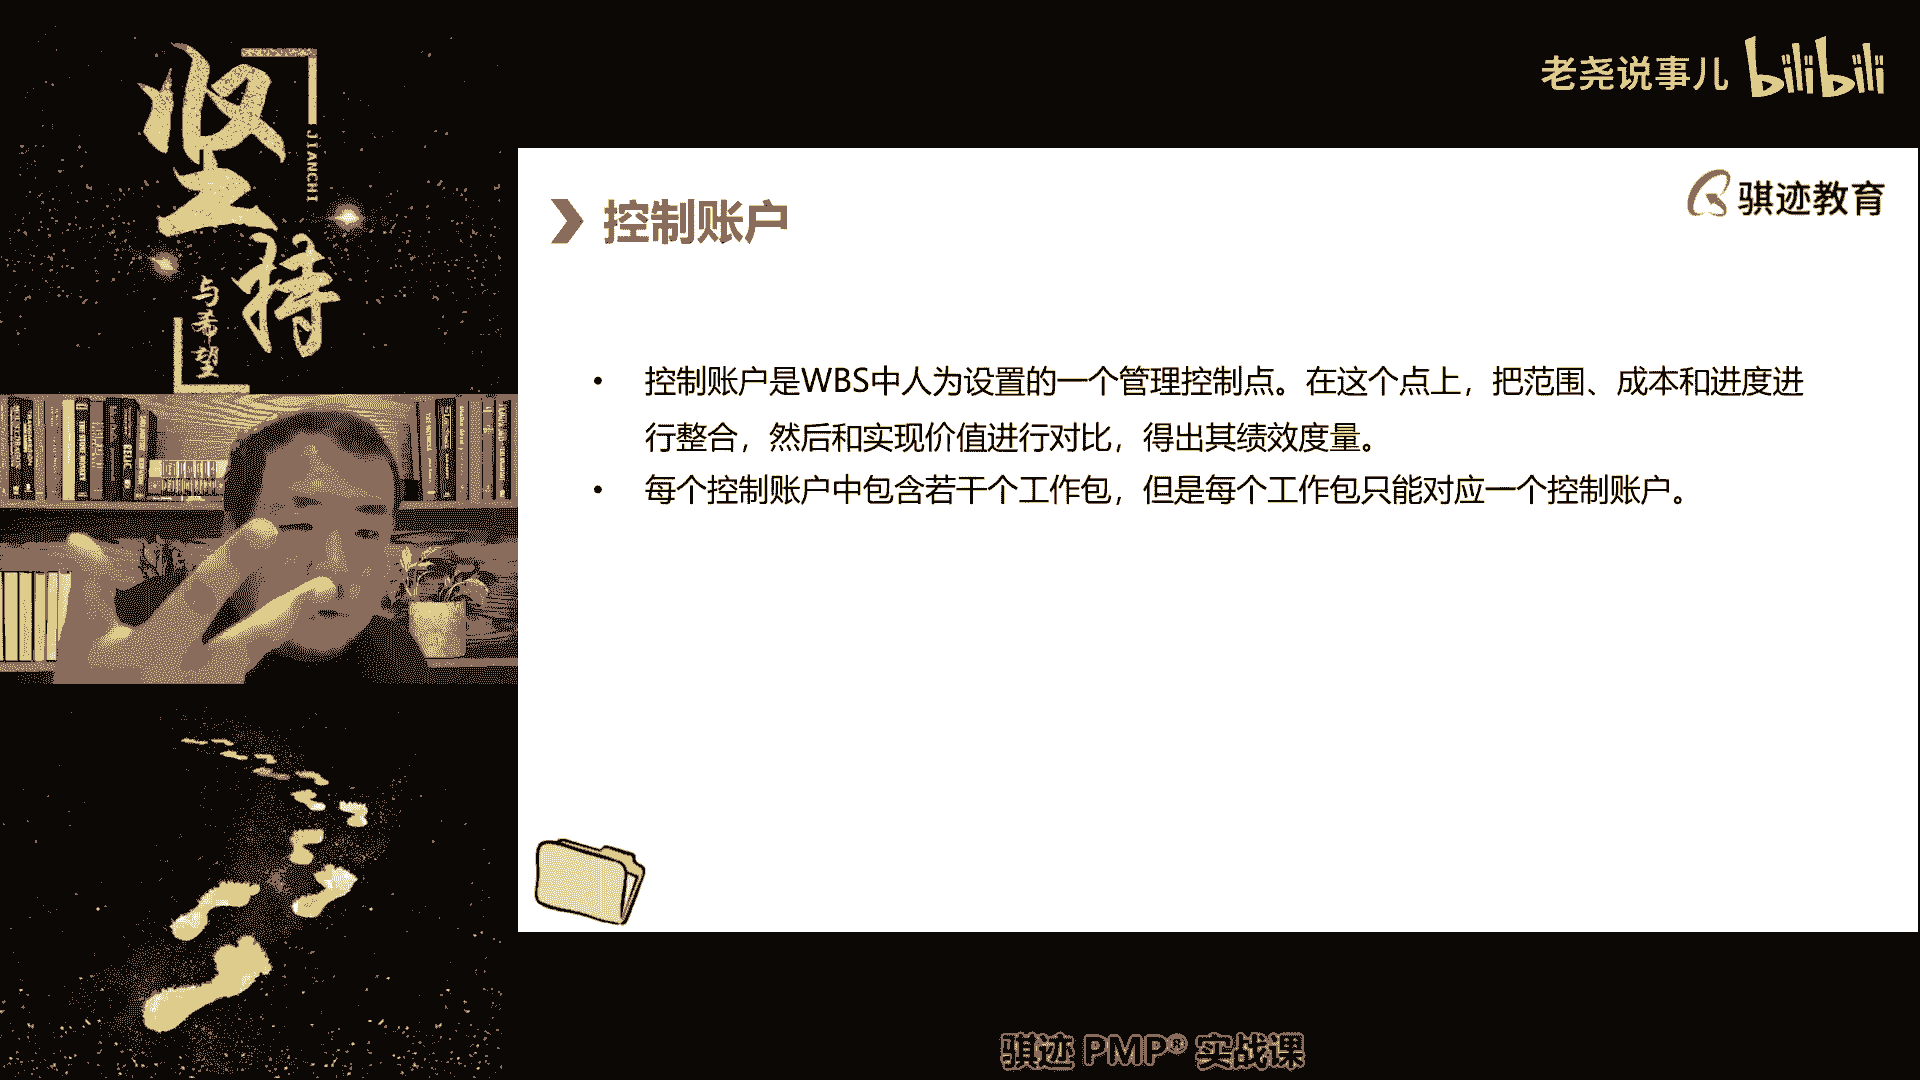 坚持
JIANCHI
与希望
老尧说事儿 bilibili
骐迹教育
控制账户
• 控制账户是WBS中人为设置的一个管理控制点。在这个点上，把范围、成本和进度进
行整合，然后和实现价值进行对比，得出其绩效度量。
• 每个控制账户中包含若干个工作包，但是每个工作包只能对应一个控制账户。
骐迹 PMP® 实战课